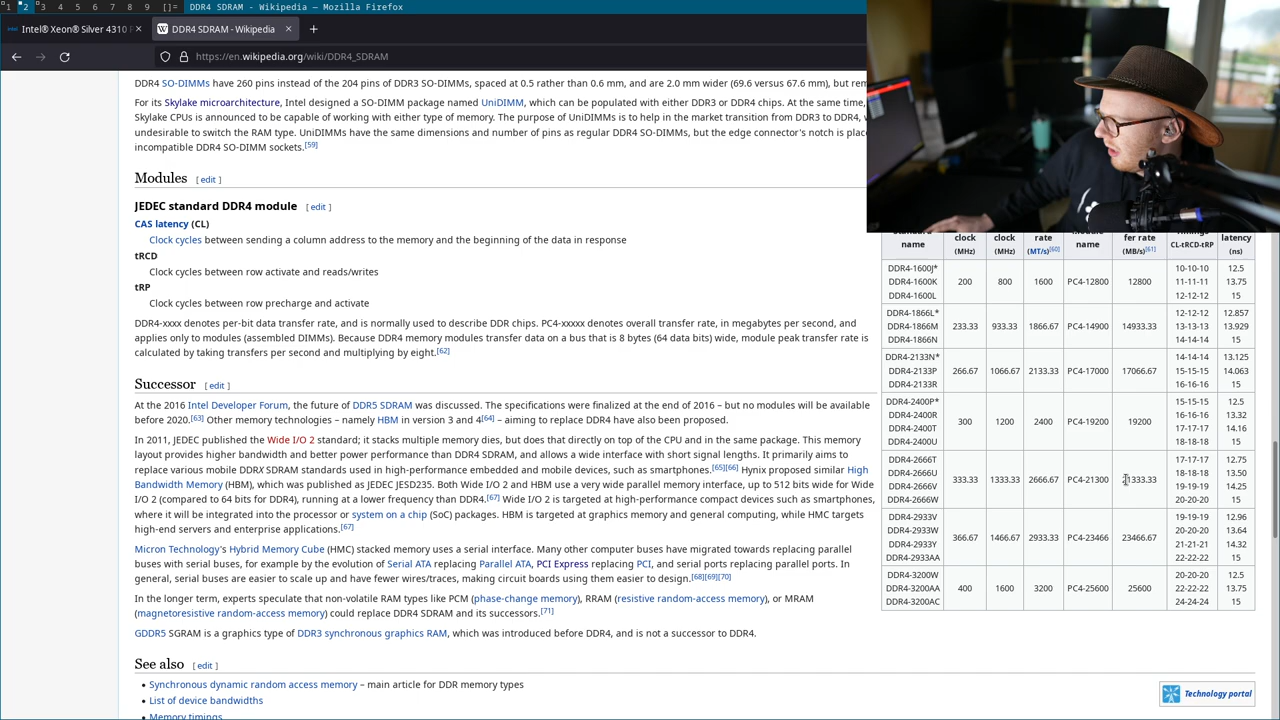 1 2 3 4 5 6 7 8 9 []= DDR4 SDRAM - Wikipedia — Mozilla Firefox
Intel® Xeon® Silver 4310 × W DDR4 SDRAM - Wikipedia ×
https://en.wikipedia.org/wiki/DDR4_SDRAM
DDR4 SO-DIMMs have 260 pins instead of the 204 pins of DDR3 SO-DIMMs, spaced at 0.5 rather than 0.6 mm, and are 2.0 mm wider (69.6 versus 67.6 mm), but
For its Skylake microarchitecture, Intel designed a SO-DIMM package named UniDIMM, which can be populated with either DDR3 or DDR4 chips. At the same time,
Skylake CPUs is announced to be capable of working with either type of memory. The purpose of UniDIMMs is to help in the market transition from DDR3 to DDR4,
undesirable to switch the RAM type. UniDIMMs have the same dimensions and number of pins as regular DDR4 SO-DIMMs, but the edge connector's notch is
incompatible DDR4 SO-DIMM sockets.[59]
Modules [ edit ]
JEDEC standard DDR4 module [ edit ]
CAS latency (CL)
Clock cycles between sending a column address to the memory and the beginning of the data in response
tRCD
Clock cycles between row activate and reads/writes
tRP
Clock cycles between row precharge and activate
DDR4-xxxx denotes per-bit data transfer rate, and is normally used to describe DDR chips. PC4-xxxxx denotes overall transfer rate, in megabytes per second, and
applies only to modules (assembled DIMMs). Because DDR4 memory modules transfer data on a bus that is 8 bytes (64 data bits) wide, module peak transfer rate is
calculated by taking transfers per second and multiplying by eight.[62]
Successor [ edit ]
At the 2016 Intel Developer Forum, the future of DDR5 SDRAM was discussed. The specifications were finalized at the end of 2016 – but no modules will be available
before 2020.[63] Other memory technologies – namely HBM in version 3 and 4[64] – aiming to replace DDR4 have also been proposed.
In 2011, JEDEC published the Wide I/O 2 standard; it stacks multiple memory dies, but does that directly on top of the CPU and in the same package. This memory
layout provides higher bandwidth and better power performance than DDR4 SDRAM, and allows a wide interface with short signal lengths. It primarily aims to
replace various mobile DDRX SDRAM standards used in high-performance embedded and mobile devices, such as smartphones.[65][66] Hynix proposed similar High
Bandwidth Memory (HBM), which was published as JEDEC JESD235. Both Wide I/O 2 and HBM use a very wide parallel memory interface, up to 512 bits wide for Wide
I/O 2 (compared to 64 bits for DDR4), running at a lower frequency than DDR4.[67] Wide I/O 2 is targeted at high-performance compact devices such as smartphones,
where it will be integrated into the processor or system on a chip (SoC) packages. HBM is targeted at graphics memory and general computing, while HMC targets
high-end servers and enterprise applications.[67]
Micron Technology's Hybrid Memory Cube (HMC) stacked memory uses a serial interface. Many other computer buses have migrated towards replacing parallel
buses with serial buses, for example by the evolution of Serial ATA replacing Parallel ATA, PCI Express replacing PCI, and serial ports replacing parallel ports. In
general, serial buses are easier to scale up and have fewer wires/traces, making circuit boards using them easier to design.[68][69][70]
In the longer term, experts speculate that non-volatile RAM types like PCM (phase-change memory), RRAM (resistive random-access memory), or MRAM
(magnetoresistive random-access memory) could replace DDR4 SDRAM and its successors.[71]
GDDR5 SGRAM is a graphics type of DDR3 synchronous graphics RAM, which was introduced before DDR4, and is not a successor to DDR4.
See also [ edit ]
• Synchronous dynamic random access memory – main article for DDR memory types
• List of device bandwidths
• Memory timings
name clock (MHz) clock (MHz) rate (MT/s)[60] name fer rate (MB/s)[61] CL-tRCD-tRP latency (ns)
DDR4-1600J* 10-10-10 12.5
DDR4-1600K 200 800 1600 PC4-12800 12800 11-11-11 13.75
DDR4-1600L 12-12-12 15
DDR4-1866L* 12-12-12 12.857
DDR4-1866M 233.33 933.33 1866.67 PC4-14900 14933.33 13-13-13 13.929
DDR4-1866N 14-14-14 15
DDR4-2133N* 14-14-14 13.125
DDR4-2133P 266.67 1066.67 2133.33 PC4-17000 17066.67 15-15-15 14.063
DDR4-2133R 16-16-16 15
DDR4-2400P* 15-15-15 12.5
DDR4-2400R 16-16-16 13.32
300 1200 2400 PC4-19200 19200
DDR4-2400T 17-17-17 14.16
DDR4-2400U 18-18-18 15
DDR4-2666T 17-17-17 12.75
DDR4-2666U 18-18-18 13.50
333.33 1333.33 2666.67 PC4-21300 21333.33
DDR4-2666V 19-19-19 14.25
DDR4-2666W 20-20-20 15
DDR4-2933V 19-19-19 12.96
DDR4-2933W 20-20-20 13.64
366.67 1466.67 2933.33 PC4-23466 23466.67
DDR4-2933Y 21-21-21 14.32
DDR4-2933AA 22-22-22 15
DDR4-3200W 20-20-20 12.5
DDR4-3200AA 400 1600 3200 PC4-25600 25600 22-22-22 13.75
DDR4-3200AC 24-24-24 15
Technology portal